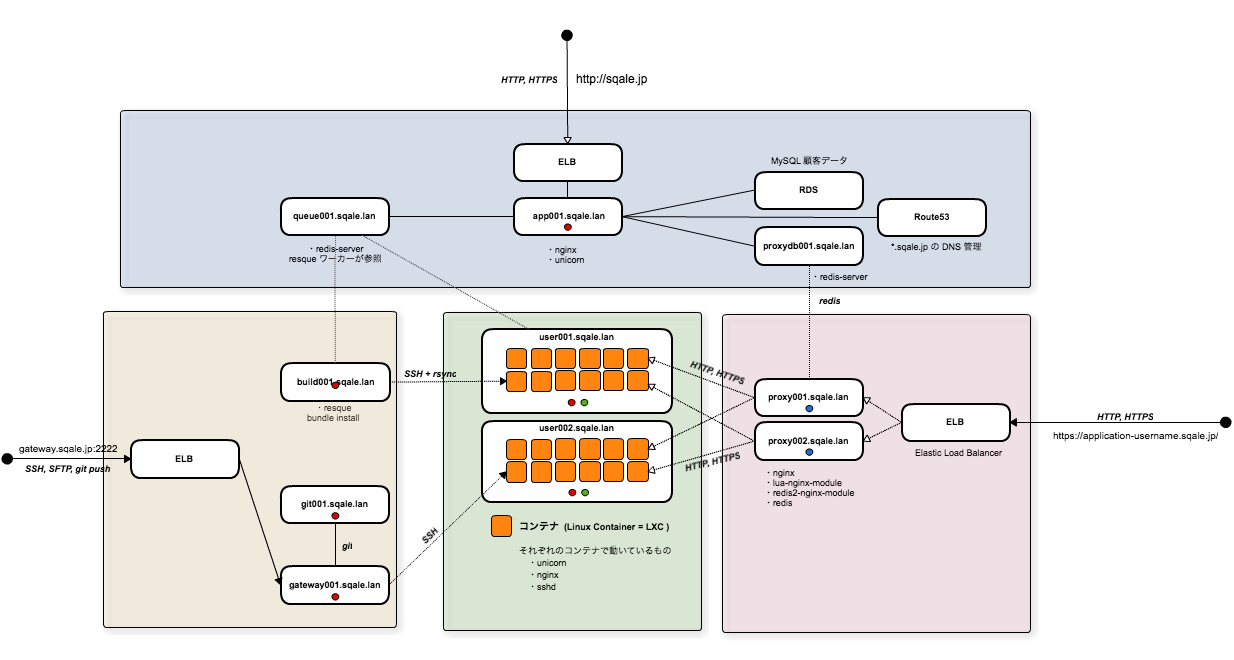 HTTP, HTTPS
http://sqale.jp
ELB
MySQL 顧客データ
RDS
queue001.sqale.lan
app001.sqale.lan
Route53
・redis-server
resque ワーカーが参照
・nginx
・unicorn
proxydb001.sqale.lan
*.sqale.jp の DNS 管理
・redis-server
redis
user001.sqale.lan
build001.sqale.lan
SSH + rsync
HTTP, HTTPS
proxy001.sqale.lan
・resque
bundle install
ELB
HTTP, HTTPS
https://application-username.sqale.jp/
Elastic Load Balancer
user002.sqale.lan
proxy002.sqale.lan
HTTP, HTTPS
・nginx
・lua-nginx-module
・redis2-nginx-module
・redis
gateway.sqale.jp:2222
SSH, SFTP, git push
ELB
git001.sqale.lan
git
gateway001.sqale.lan
SSH
コンテナ (Linux Container = LXC )
それぞれのコンテナで動いているもの
・unicorn
・nginx
・sshd